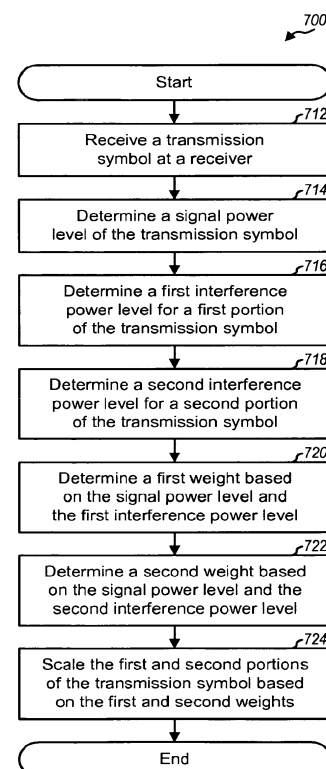 700
Start
712
Receive a transmission
symbol at a receiver
714
Determine a signal power
level of the transmission symbol
716
Determine a first interference
power level for a first portion
of the transmission symbol
718
Determine a second interference
power level for a second portion
of the transmission symbol
720
Determine a first weight based
on the signal power level and
the first interference power level
722
Determine a second weight based
on the signal power level and the
second interference power level
724
Scale the first and second portions
of the transmission symbol based
on the first and second weights
End